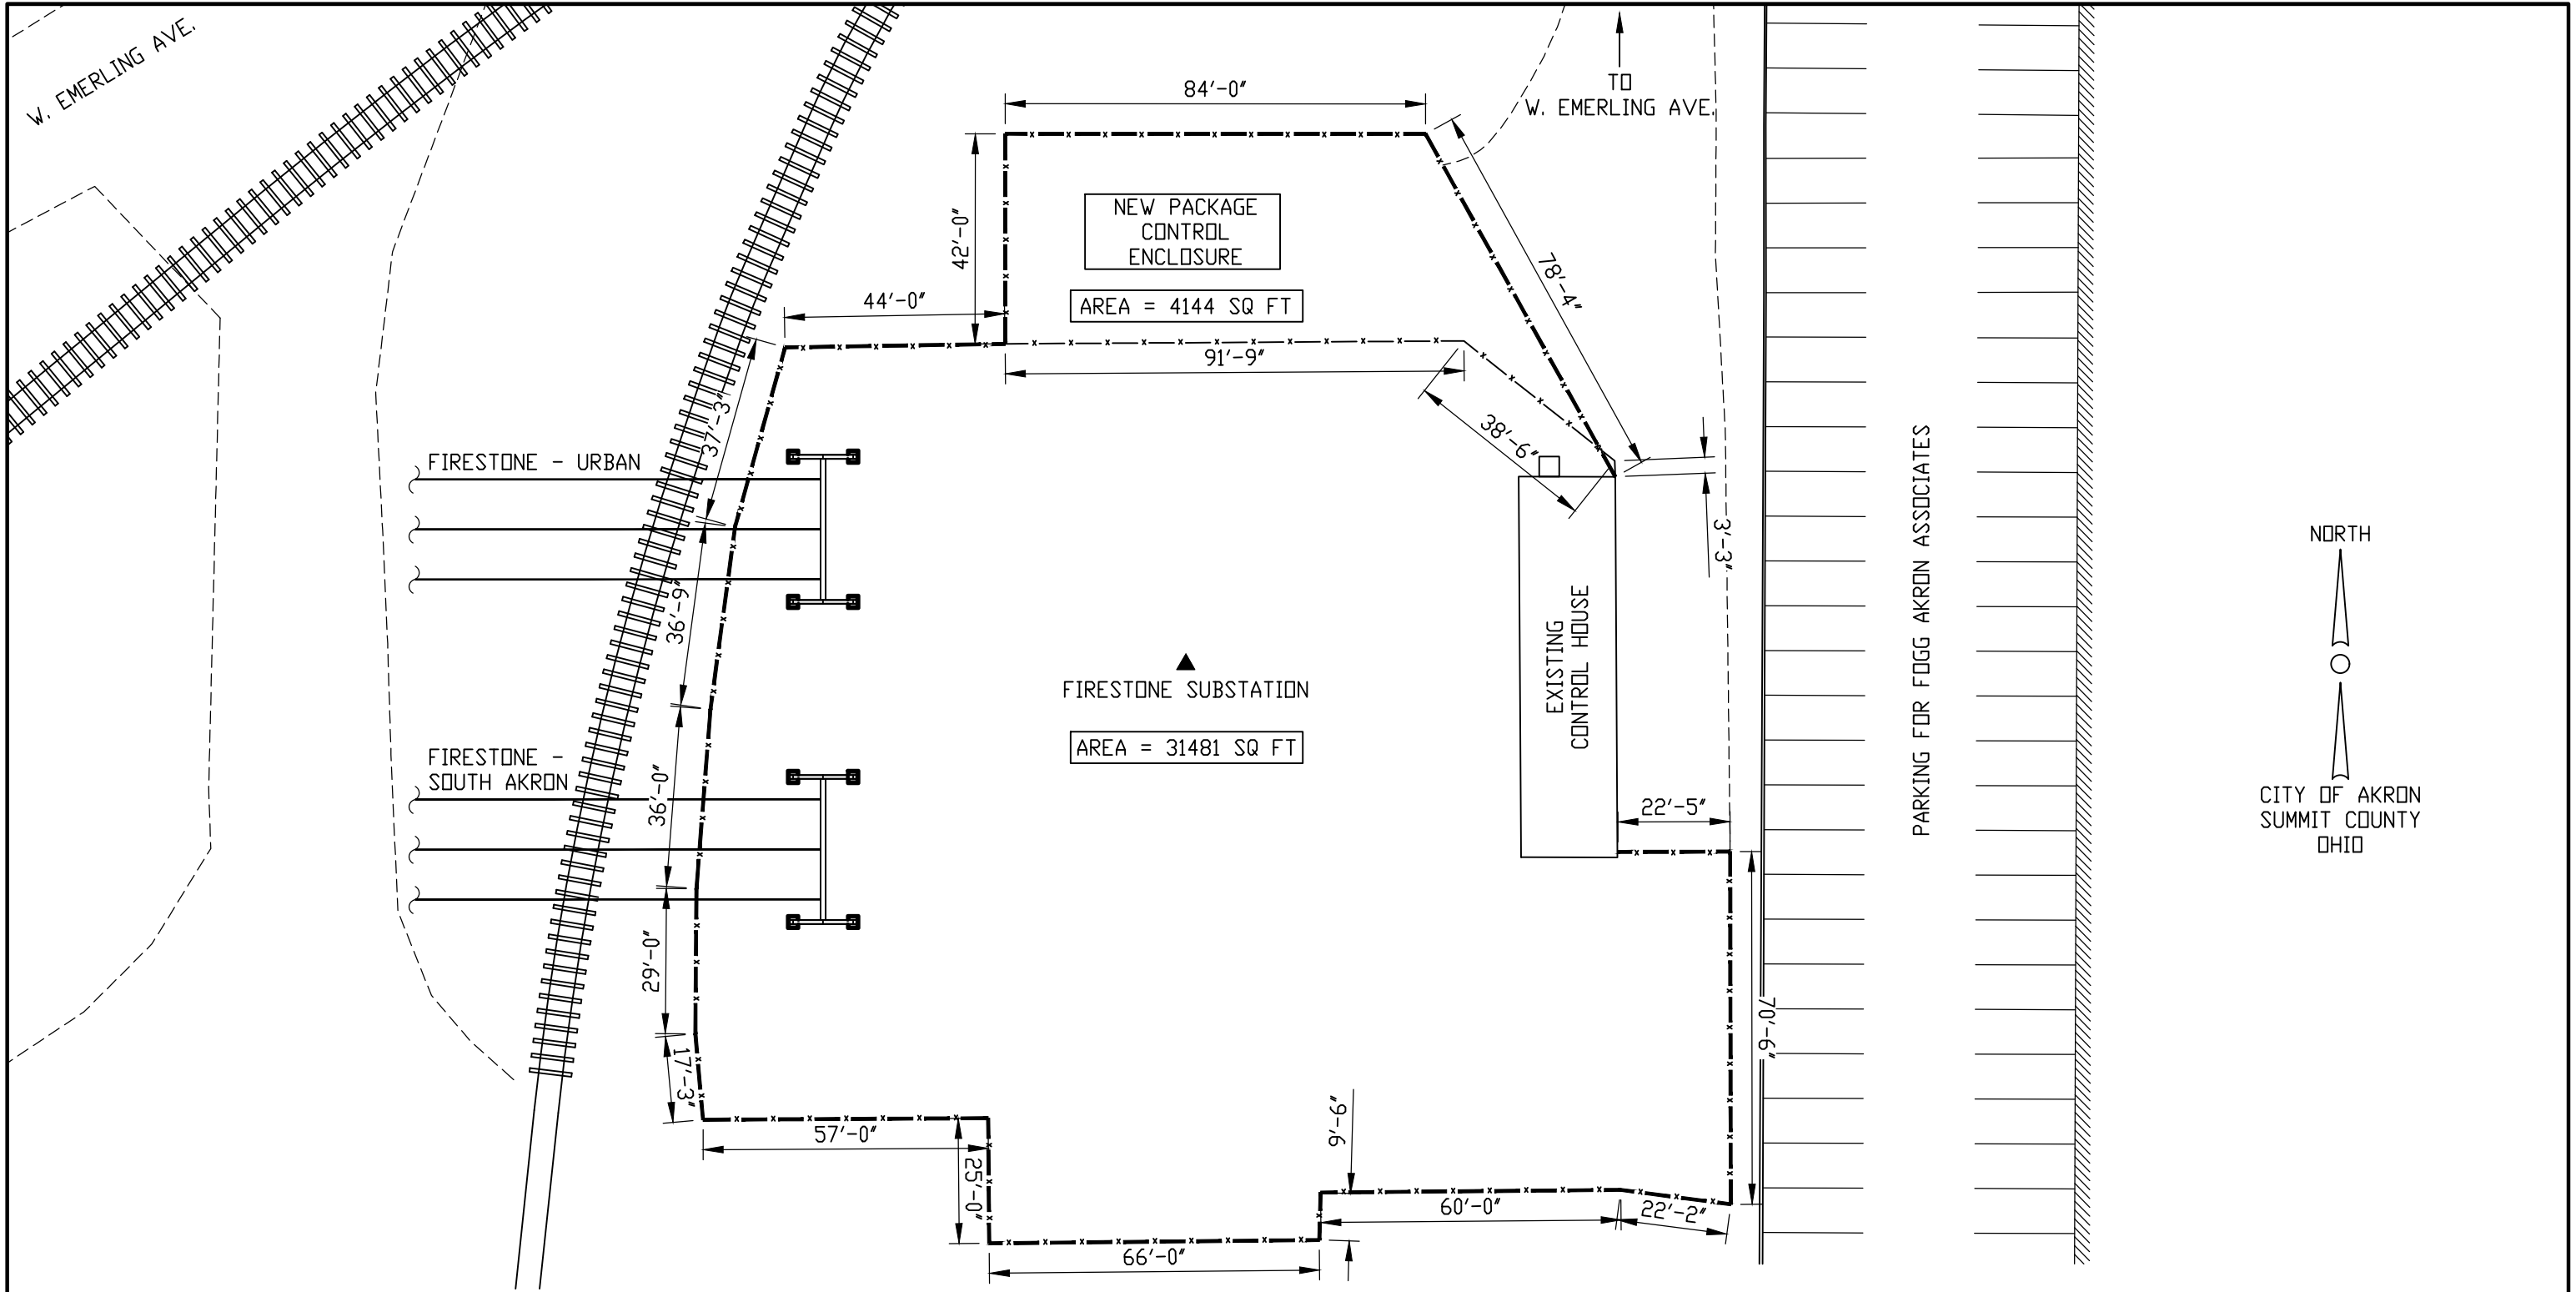 W. EMERLING AVE.
84'-0"
TO
W. EMERLING AVE.
NEW PACKAGE
CONTROL
ENCLOSURE
42'-0"
78'-4"
44'-0"
AREA = 4144 SQ FT
91'-9"
37'-3"
38'-6"
FIRESTONE - URBAN
3'-3"
36'-9"
EXISTING
CONTROL HOUSE
PARKING FOR FOGG AKRON ASSOCIATES
NORTH
FIRESTONE SUBSTATION
AREA = 31481 SQ FT
FIRESTONE -
SOUTH AKRON
36'-0"
22'-5"
CITY OF AKRON
SUMMIT COUNTY
OHIO
29'-0"
70'-6"
17'-3"
57'-0"
9'-6"
25'-0"
60'-0"
22'-2"
66'-0"